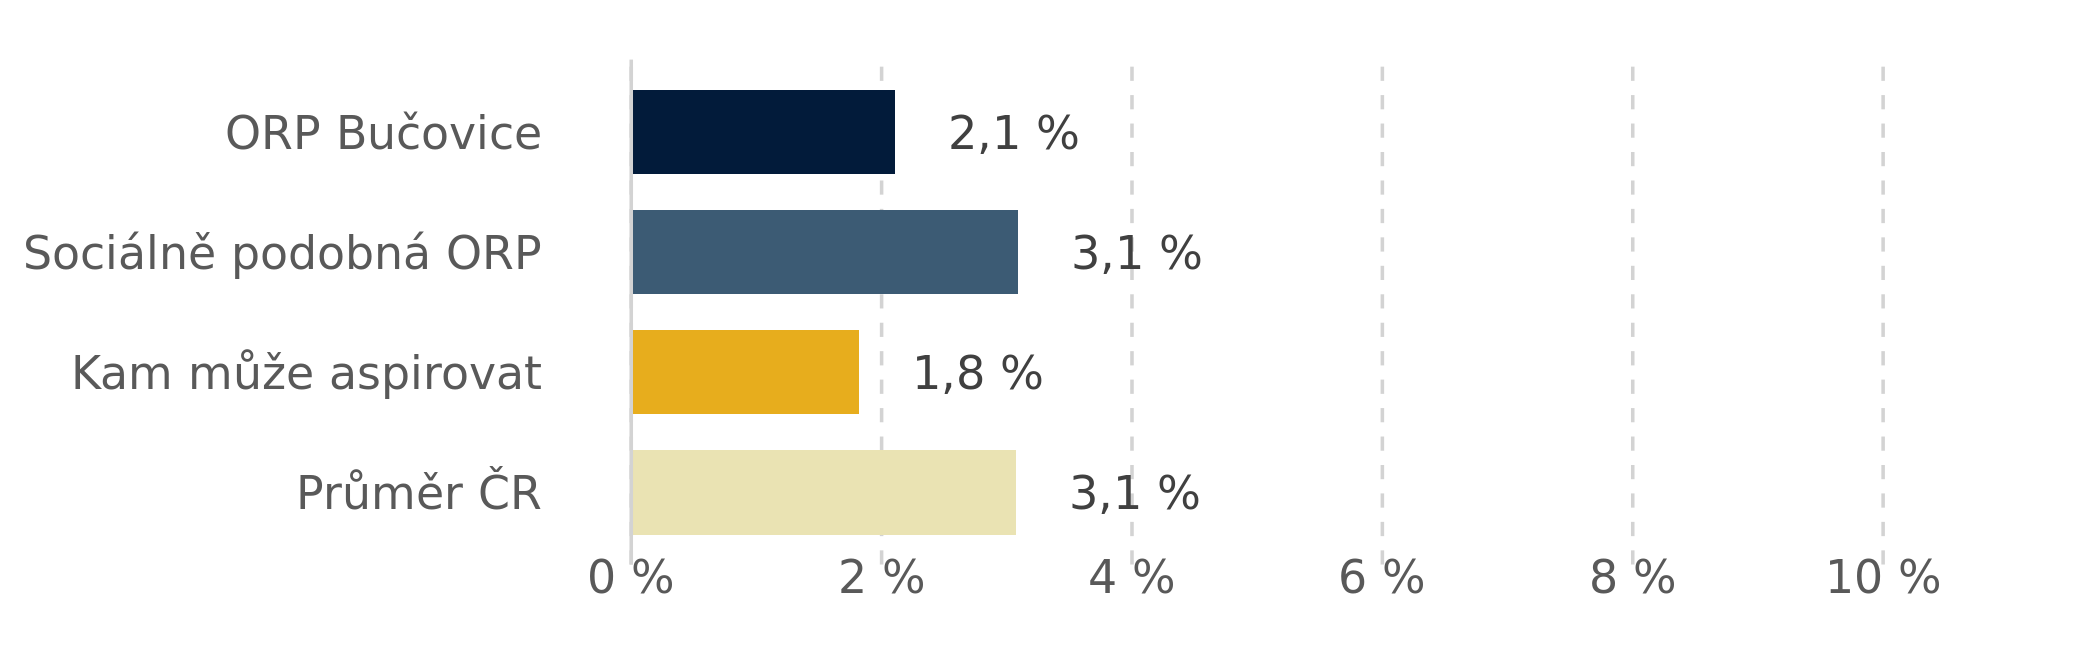 ORP Bučovice 2,1 %
Sociálně podobná ORP 3,1 %
Kam může aspirovat 1,8 %
Průměr ČR 3,1 %
0 % 2 % 4 % 6 % 8 % 10 %